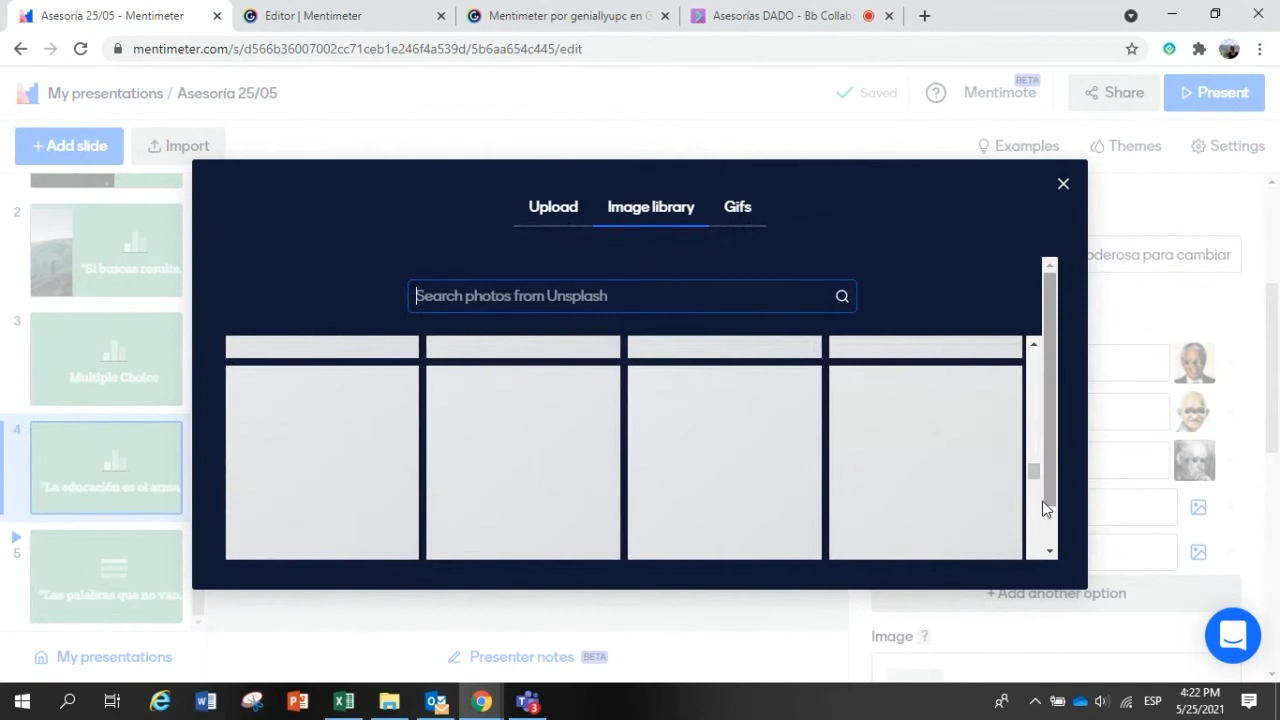 Asesoría 25/05 - Mentimeter
Editor | Mentimeter
Mentimeter por geniallyupc en G
Asesorías DADO - Bb Collab
mentimeter.com/s/d566b36007002cc71ceb1e246f4a539d/5b6aa654c445/edit
My presentations / Asesoría 25/05
Saved
?
Mentimote
BETA
Share
Present
+ Add slide
Import
Examples
Themes
Settings
Upload
Image library
Gifs
Search photos from Unsplash
2
"Si buscas resulta.
3
Multiple Choice
4
"La educación es el arma
5
"Las palabras que no van.
oderosa para cambiar
+ Add another option
Image ?
My presentations
Presenter notes BETA
ESP
4:22 PM
5/25/2021
3